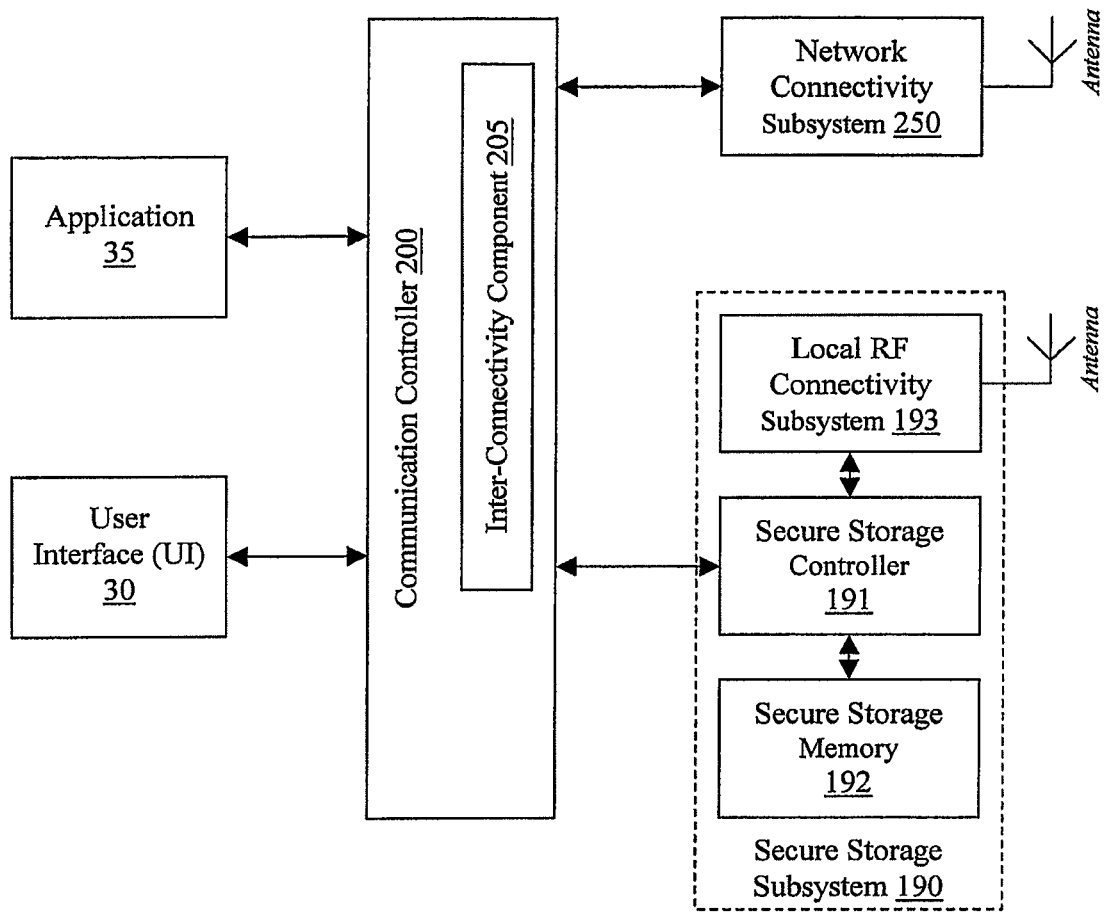 Application
35
User
Interface (UI)
30
Communication Controller 200
Inter-Connectivity Component 205
Network
Connectivity
Subsystem 250
Antenna
Local RF
Connectivity
Subsystem 193
Antenna
Secure Storage
Controller
191
Secure Storage
Memory
192
Secure Storage
Subsystem 190